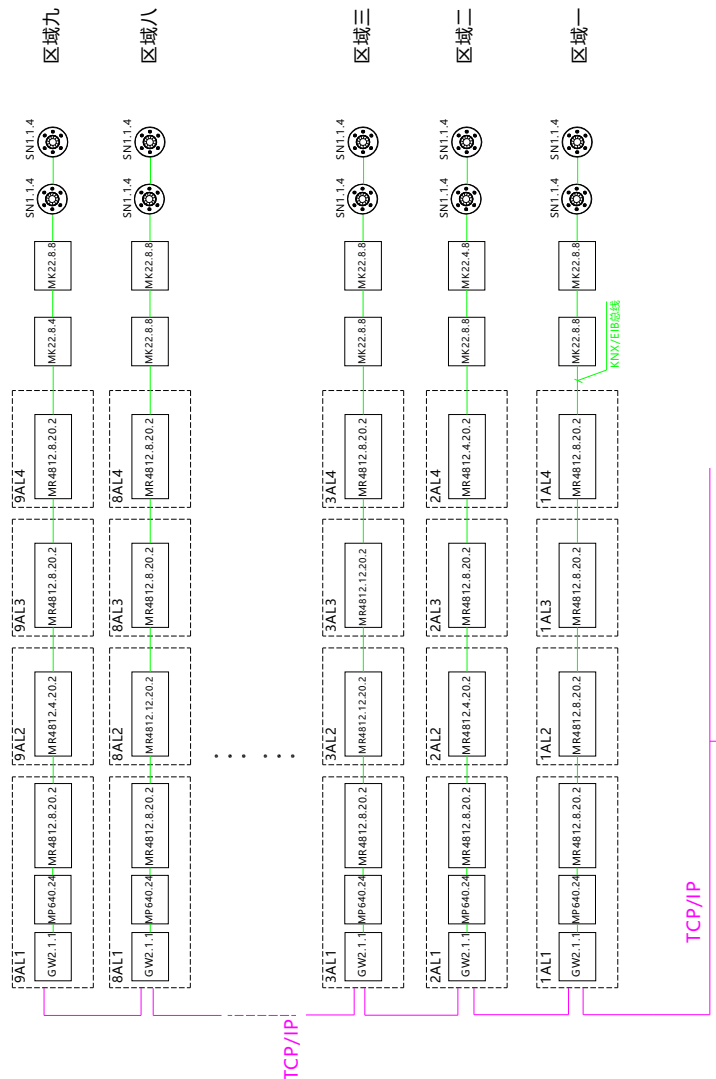 9AL1
GW2.1.1
MP640.24
MR4812.8.20.2
9AL2
MR4812.4.20.2
9AL3
MR4812.8.20.2
9AL4
MR4812.8.20.2
MK22.8.4
MK22.8.8
SN1.1.4
SN1.1.4
区域九
8AL1
GW2.1.1
MP640.24
MR4812.8.20.2
8AL2
MR4812.12.20.2
8AL3
MR4812.8.20.2
8AL4
MR4812.8.20.2
MK22.8.8
MK22.8.8
SN1.1.4
SN1.1.4
区域八
TCP/IP
... ...
3AL1
GW2.1.1
MP640.24
MR4812.8.20.2
3AL2
MR4812.12.20.2
3AL3
MR4812.12.20.2
3AL4
MR4812.8.20.2
MK22.8.8
MK22.8.8
SN1.1.4
SN1.1.4
区域三
2AL1
GW2.1.1
MP640.24
MR4812.8.20.2
2AL2
MR4812.4.20.2
2AL3
MR4812.8.20.2
2AL4
MR4812.4.20.2
MK22.8.8
MK22.4.8
SN1.1.4
SN1.1.4
区域二
1AL1
GW2.1.1
MP640.24
MR4812.8.20.2
1AL2
MR4812.8.20.2
1AL3
MR4812.8.20.2
1AL4
MR4812.8.20.2
MK22.8.8
MK22.8.8
SN1.1.4
SN1.1.4
区域一
KNX/EIB总线
TCP/IP